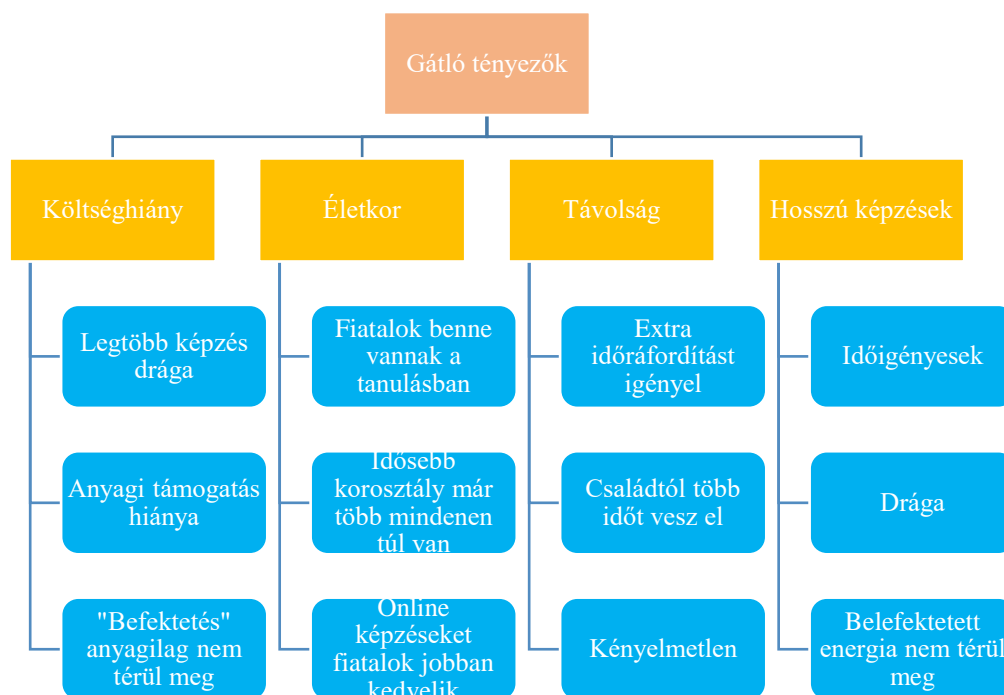 Gátló tényezők
Költséghiány
Életkor
Távolság
Hosszú képzések
Legtöbb képzés
drága
Fiatalok benne
vannak a
tanulásban
Extra
időráfordítást
igényel
Időigényesek
Anyagi támogatás
hiánya
Idősebb
korosztály már
több mindenen
túl van
Családtól több
időt vesz el
Drága
"Befektetés"
anyagilag nem
térül meg
Online
képzéseket
fiatalok jobban
kedvelik
Kényelmetlen
Belefektetett
energia nem térül
meg